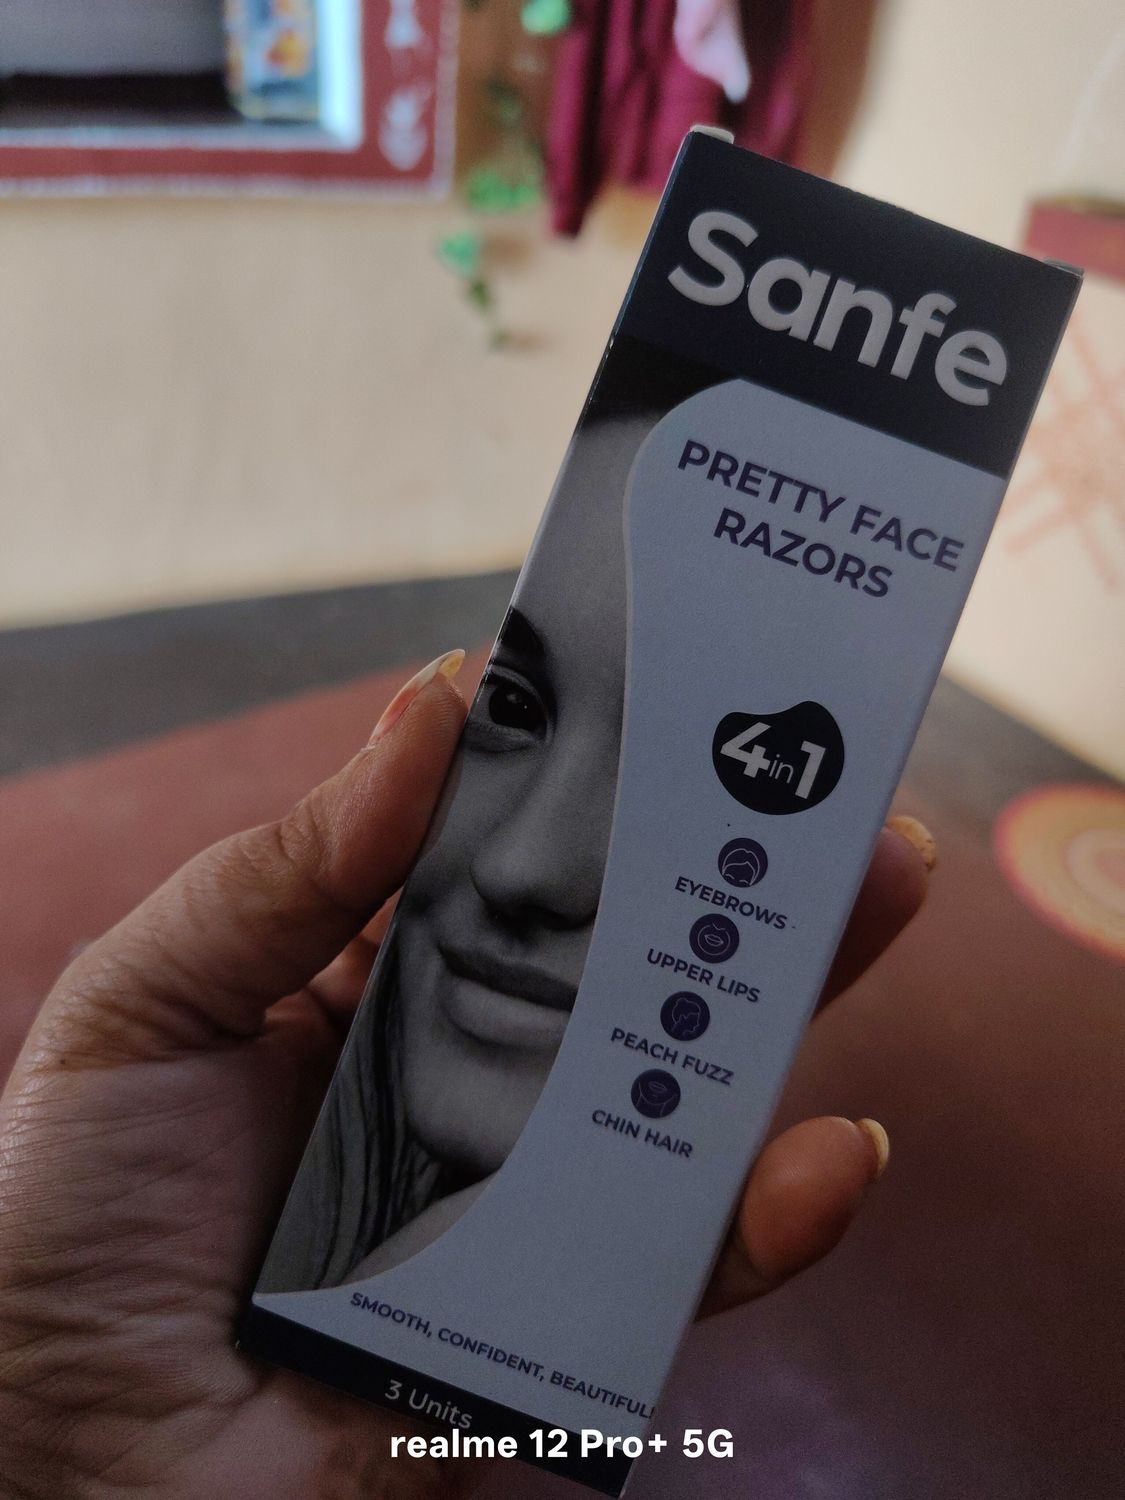 Sanfe
PRETTY FACE
RAZORS
4in1
EYEBROWS
UPPER LIPS
PEACH FUZZ
CHIN HAIR
SMOOTH, CONFIDENT, BEAUTIFUL!
3 Units
realme 12 Pro+ 5G